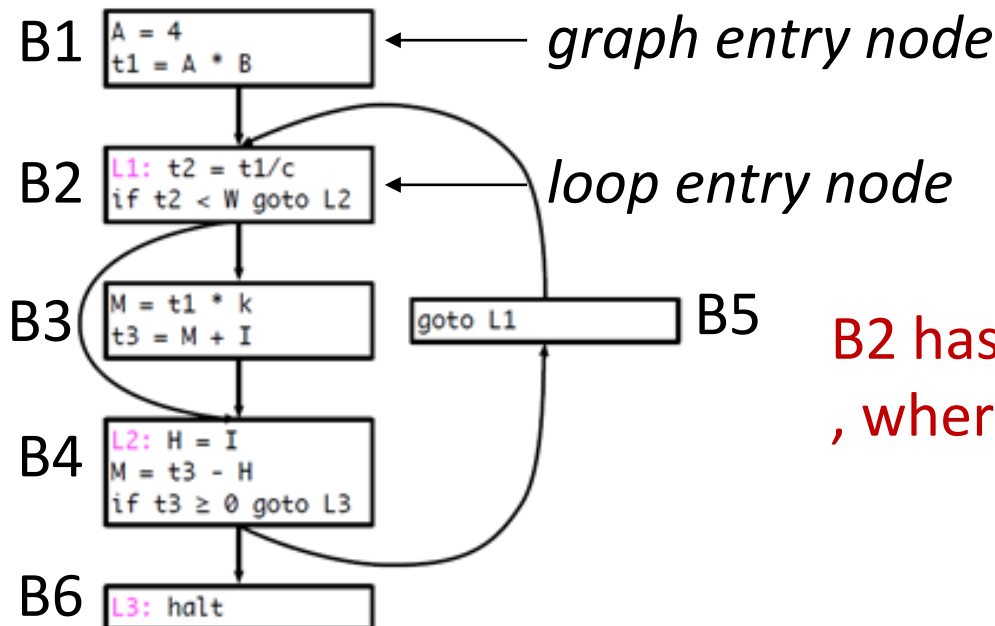 B1
A = 4
t1 = A * B
graph entry node
B2
L1: t2 = t1/c
if t2 < W goto L2
loop entry node
B3
M = t1 * k
t3 = M + I
goto L1
B5
B2 has
, wher
B4
L2: H = I
M = t3 - H
if t3 ≥ 0 goto L3
B6
L3: halt